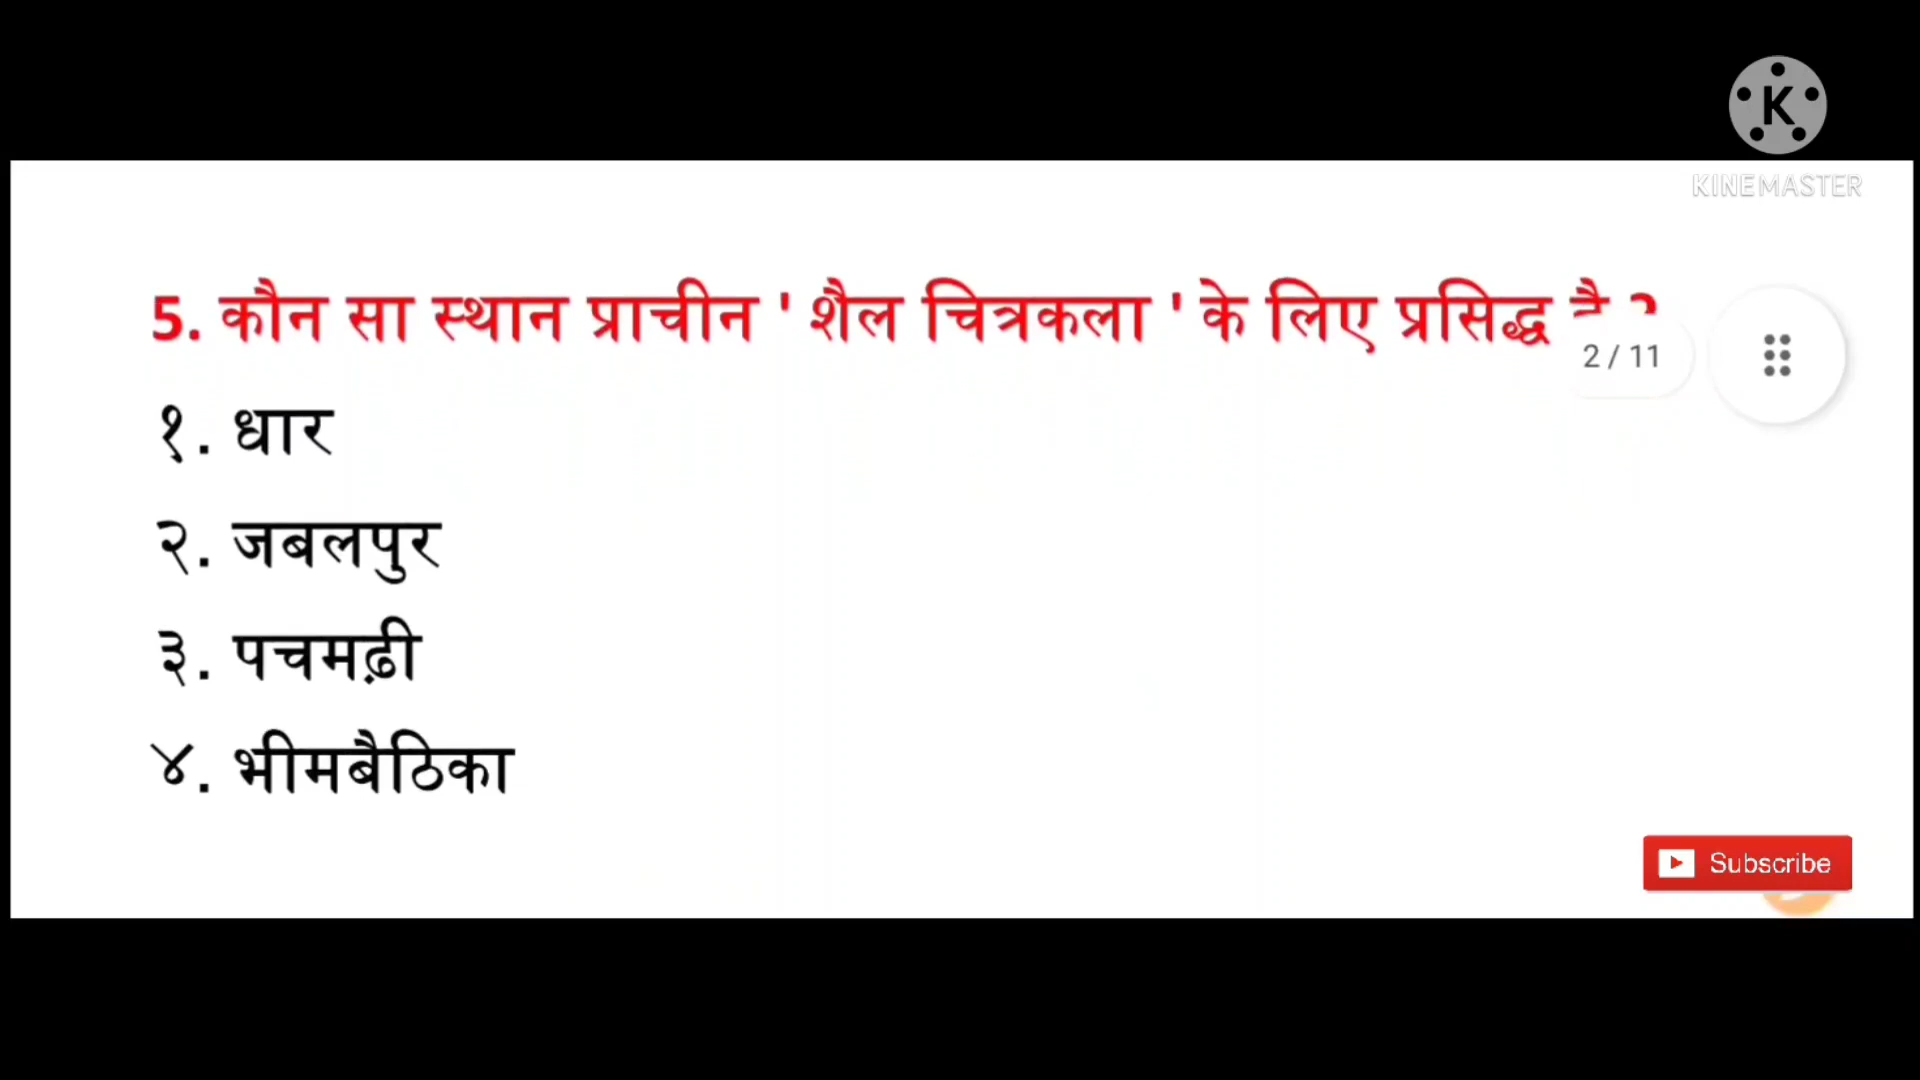 KINEMASTER
5. कौन सा स्थान प्राचीन ' शैल चित्रकला ' के लिए प्रसिद्ध है ?
2 / 11
१. धार
२. जबलपुर
३. पचमढ़ी
४. भीमबैठिका
Subscribe